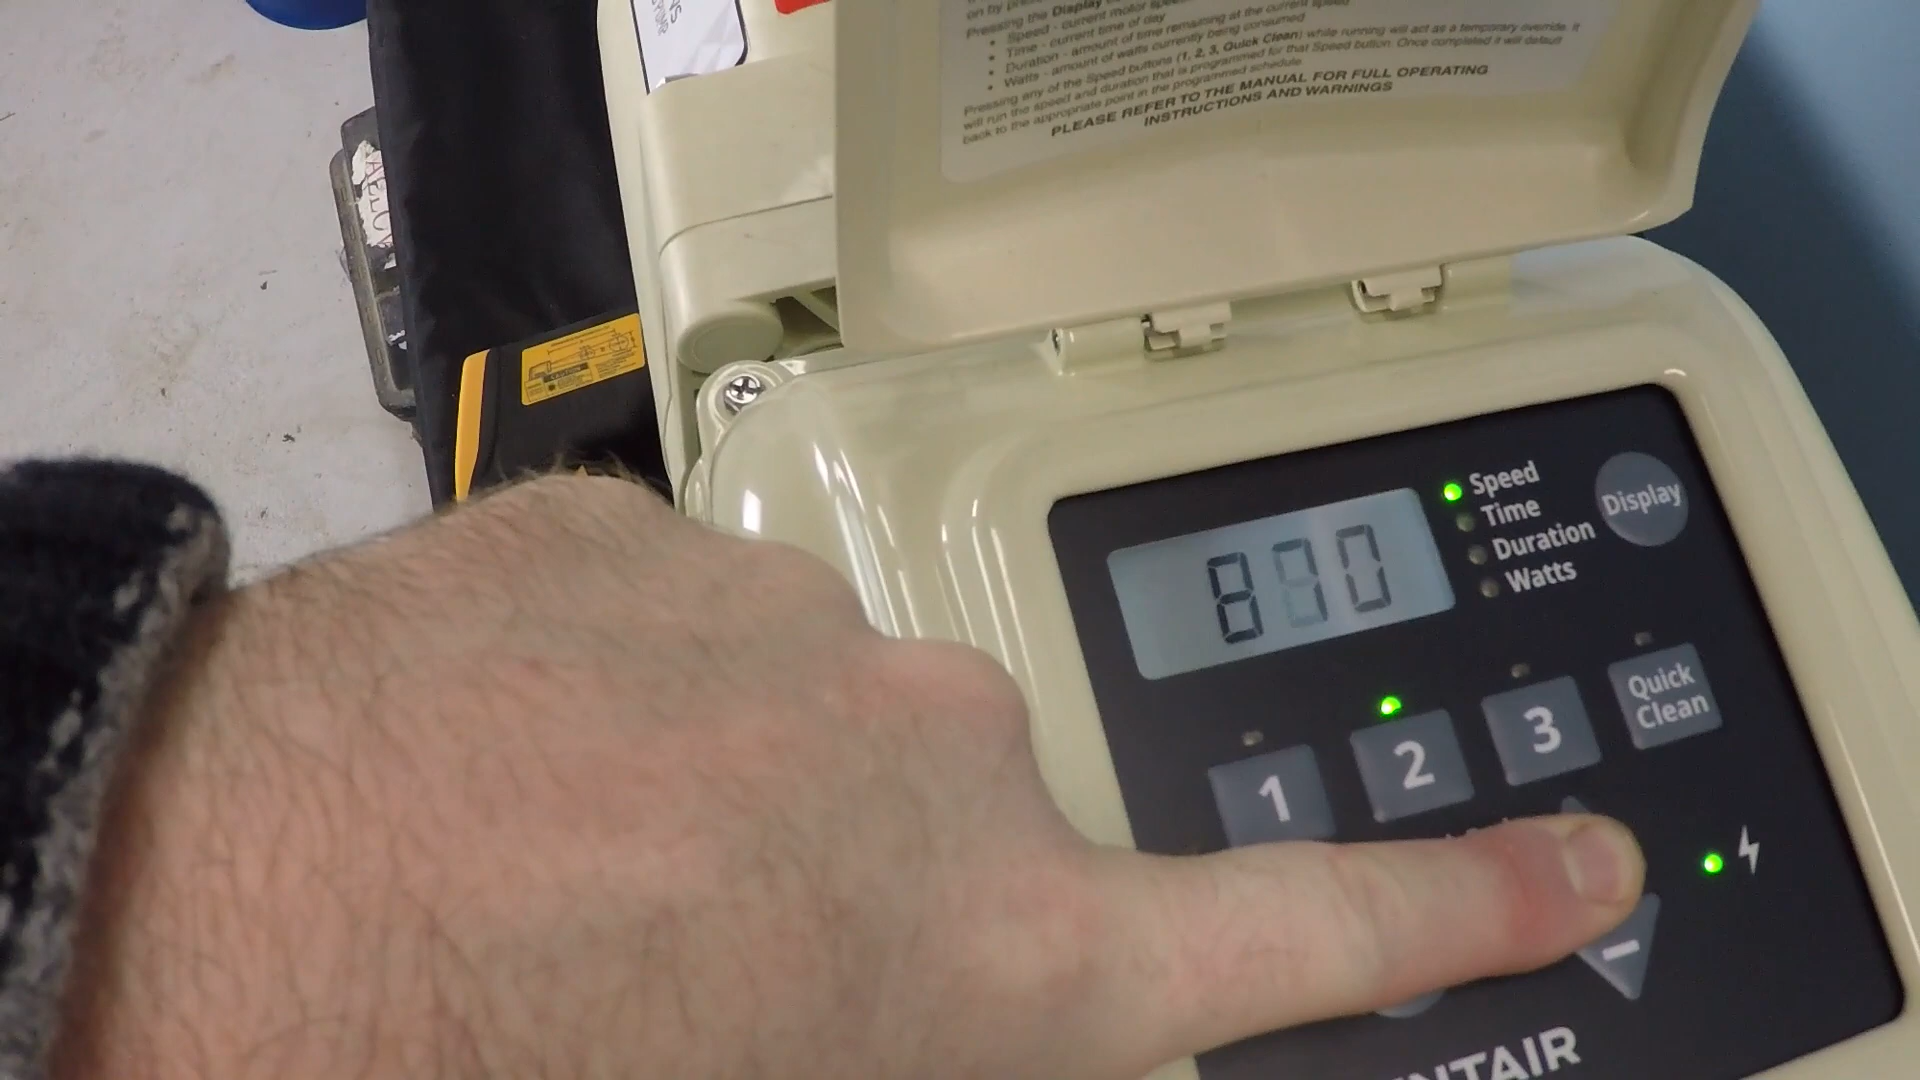 on by press
Pressing the Display
• Speed - current motor speed
• Time - current time of day
• Duration - amount of time remaining at the current speed
• Watts - amount of watts currently being consumed
Pressing any of the Speed buttons (1, 2, 3, Quick Clean) while running will act as a temporary override. It
will run the speed and duration that is programmed for that Speed button. Once completed it will default
back to the appropriate point in the programmed schedule.
PLEASE REFER TO THE MANUAL FOR FULL OPERATING
INSTRUCTIONS AND WARNINGS
CAUTION
Speed
Time
Duration
Watts
Display
1
2
3
Quick
Clean
−
NTAIR